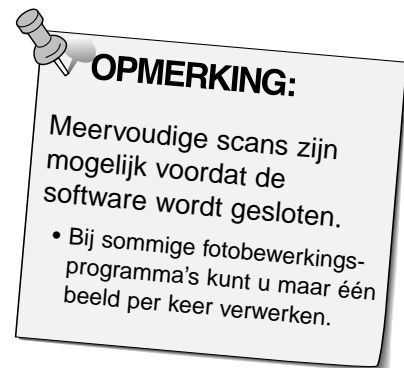 OPMERKING:
Meervoudige scans zijn
mogelijk voordat de
software wordt gesloten.
• Bij sommige fotobewerkings-
programma's kunt u maar één
beeld per keer verwerken.